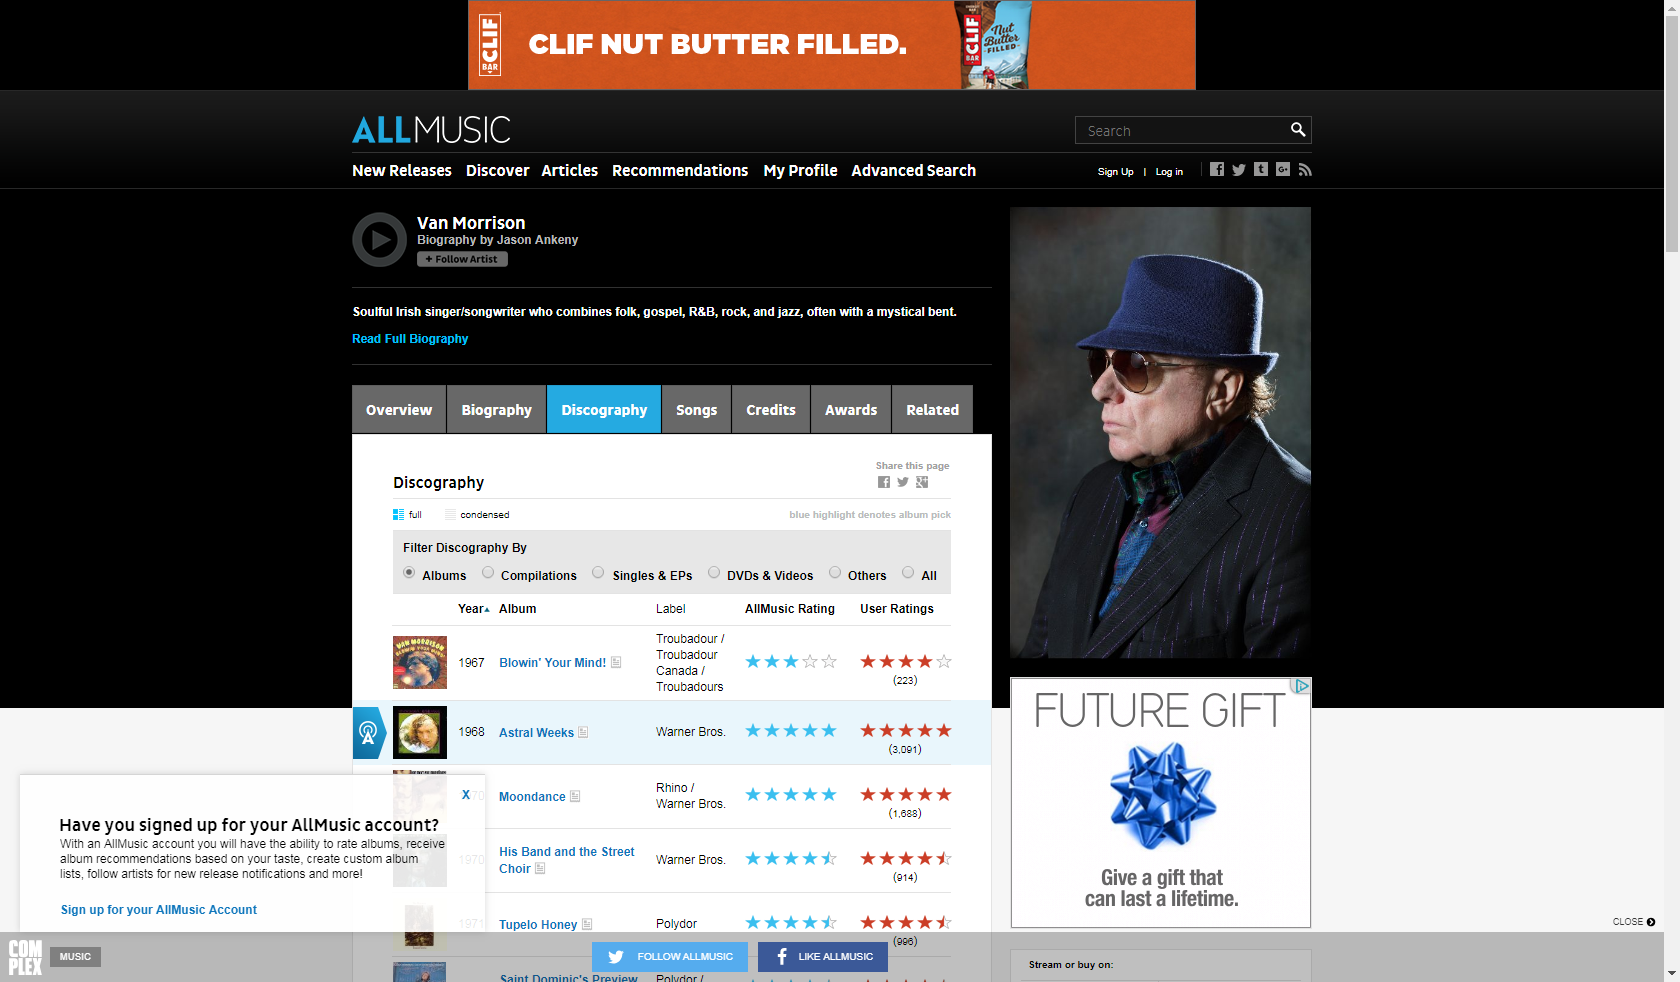 CLIF BAR
CLIF NUT BUTTER FILLED.
CLIF Nut Butter FILLED
ALLMUSIC
Search
New Releases Discover Articles Recommendations My Profile Advanced Search
Sign Up | Log in
Van Morrison
Biography by Jason Ankeny
+ Follow Artist
Soulful Irish singer/songwriter who combines folk, gospel, R&B, rock, and jazz, often with a mystical bent.
Read Full Biography
Overview Biography Discography Songs Credits Awards Related
Share this page
Discography
full condensed blue highlight denotes album pick
Filter Discography By
Albums Compilations Singles & EPs DVDs & Videos Others All
Year Album Label AllMusic Rating User Ratings
VAN MORRISON
BLOWIN' YOUR MIND!
1967 Blowin' Your Mind!
Troubadour /
Troubadour
Canada /
Troubadours
(223)
1968 Astral Weeks Warner Bros.
(3,091)
Moondance
Rhino /
Warner Bros.
(1,688)
1970
His Band and the Street
Choir
Warner Bros.
(914)
1971 Tupelo Honey Polydor
(996)
Saint Dominic's Preview Polydor /
X
Have you signed up for your AllMusic account?
With an AllMusic account you will have the ability to rate albums, receive
album recommendations based on your taste, create custom album
lists, follow artists for new release notifications and more!
Sign up for your AllMusic Account
FUTURE GIFT
Give a gift that
can last a lifetime.
CLOSE
COMPLEX
MUSIC
FOLLOW ALLMUSIC
LIKE ALLMUSIC
Stream or buy on: